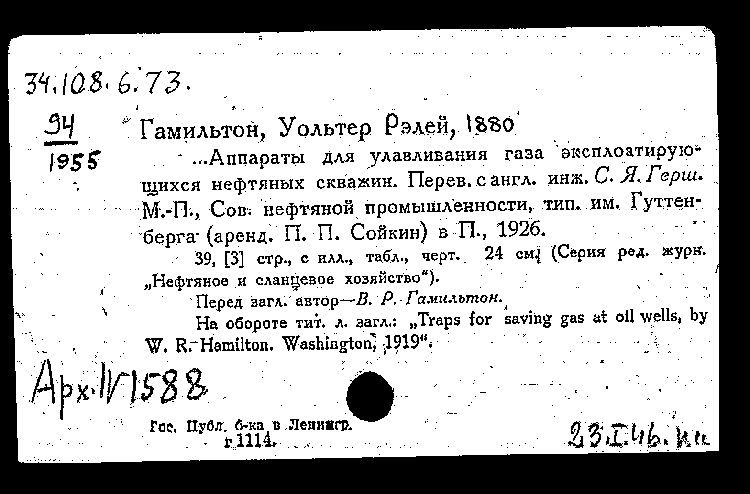 34.108.6.73.
94
1955
Гамильтон, Уольтер Рэлей, 1880
...Аппараты для улавливания газа эксплоатирую-
щихся нефтяных скважин. Перев. с англ. инж. С. Я. Герш.
М.-П., Сов. нефтяной промышленности, тип. им. Гуттен-
берга (аренд. П. П. Сойкин) в П., 1926.
39, [3] стр., с илл., табл., черт. 24 см. (Серия ред. журн.
„Нефтяное и сланцевое хозяйство“).
Перед загл. автор—В. Р. Гамильтон.
На обороте тит. л. загл.: „Traps for saving gas at oil wells, by
W. R. Hamilton. Washington, 1919“.
Арх. IV 1588
Гос. Публ. б-ка в Ленингр.
г.1114.
23.I.46.